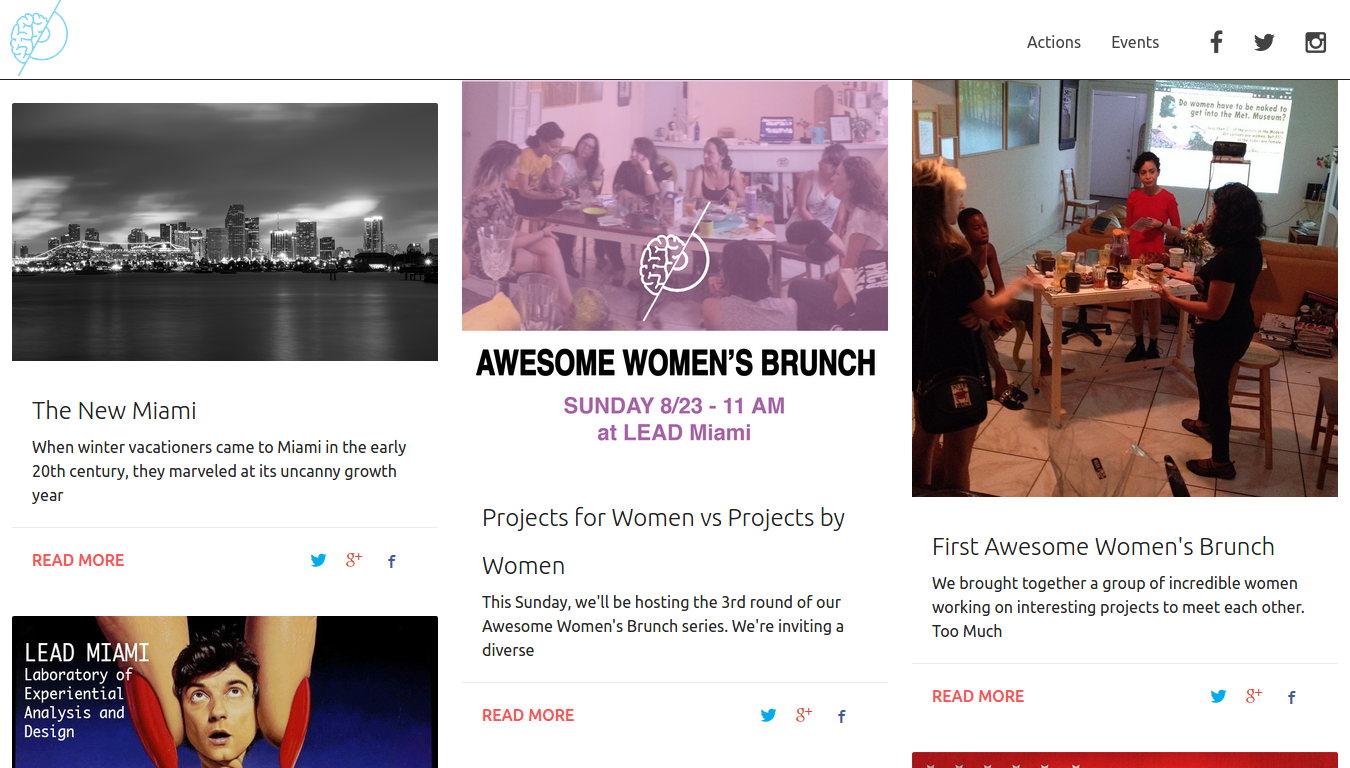 Actions Events
The New Miami
When winter vacationers came to Miami in the early
20th century, they marveled at its uncanny growth
year
READ MORE
LEAD MIAMI
Laboratory of
Experiential
Analysis and
Design
AWESOME WOMEN'S BRUNCH
SUNDAY 8/23 - 11 AM
at LEAD Miami
Projects for Women vs Projects by
Women
This Sunday, we'll be hosting the 3rd round of our
Awesome Women's Brunch series. We're inviting a
diverse
READ MORE
Do women have to be naked to
get into the Met. Museum?
First Awesome Women's Brunch
We brought together a group of incredible women
working on interesting projects to meet each other.
Too Much
READ MORE